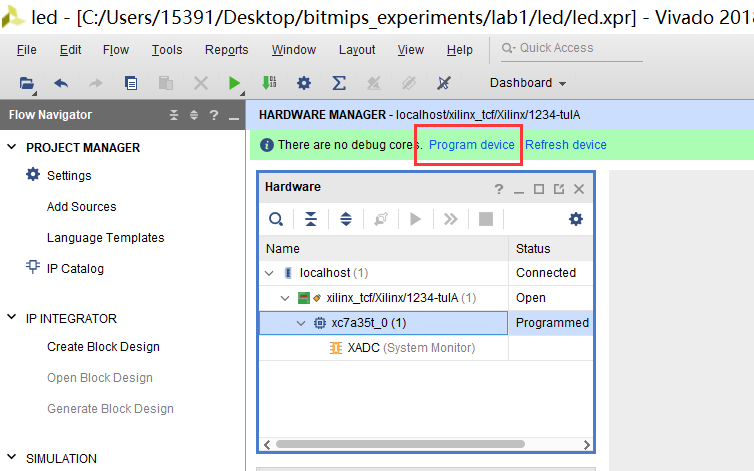 led - [C:/Users/15391/Desktop/bitmips_experiments/lab1/led/led.xpr] - Vivado 2018
File Edit Flow Tools Reports Window Layout View Help Quick Access
Dashboard
Flow Navigator
HARDWARE MANAGER - localhost/xilinx_tcf/Xilinx/1234-tulA
There are no debug cores. Program device Refresh device
PROJECT MANAGER
Settings
Add Sources
Language Templates
IP Catalog
IP INTEGRATOR
Create Block Design
Open Block Design
Generate Block Design
SIMULATION
Hardware
Name Status
localhost (1) Connected
xilinx_tcf/Xilinx/1234-tulA (1) Open
xc7a35t_0 (1) Programmed
XADC (System Monitor)